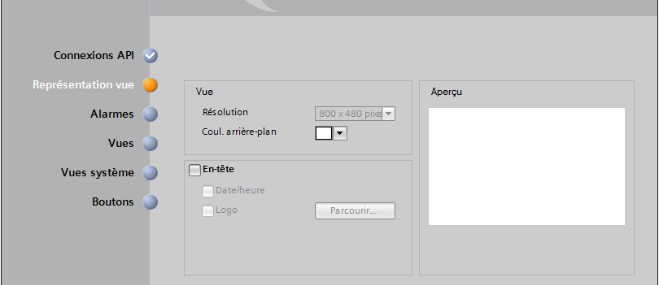 Connexions API
Représentation vue
Alarmes
Vues
Vues système
Boutons
Vue
Résolution
800 x 480 pixe
Coul. arrière-plan
En-tête
Date/heure
Logo
Parcourir...
Aperçu